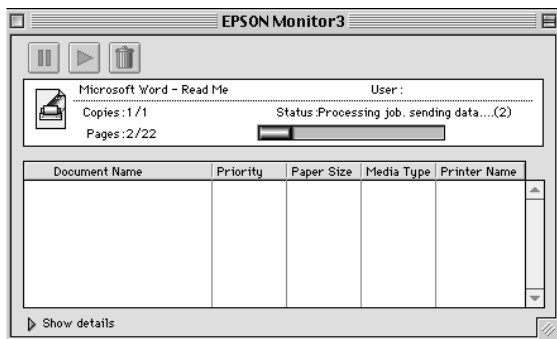 EPSON Monitor3
Microsoft Word - Read Me User :
Copies : 1 / 1 Status :Processing job. sending data....(2)
Pages : 2 / 22
Document Name Priority Paper Size Media Type Printer Name
Show details